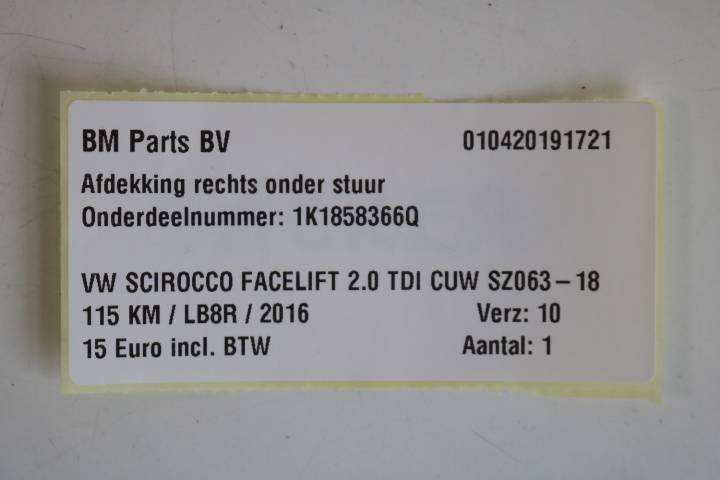 BM Parts BV 010420191721
Afdekking rechts onder stuur
Onderdeelnummer: 1K1858366Q
VW SCIROCCO FACELIFT 2.0 TDI CUW SZ063-18
115 KM / LB8R / 2016 Verz: 10
15 Euro incl. BTW Aantal: 1